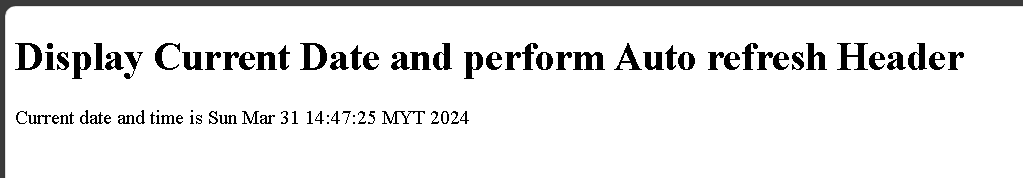 Display Current Date and perform Auto refresh Header
Current date and time is Sun Mar 31 14:47:25 MYT 2024